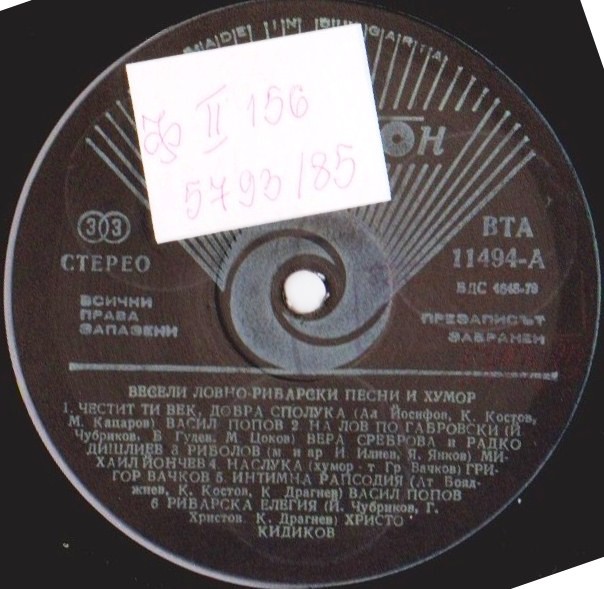 MADE IN BULGARIA
ф II 156
5793/85
ОН
33
СТЕРЕО
ВТА
11494-А
БДС 4848-79
ВСИЧКИ
ПРАВА
ЗАПАЗЕНИ
ПРЕЗАПИСЪТ
ЗАБРАНЕН
ВЕСЕЛИ ЛОВНО-РИБАРСКИ ПЕСНИ И ХУМОР
1. ЧЕСТИТ ТИ ВЕК, ДОБРА СПОЛУКА (Ал Йосифов, К. Костов,
М. Кацаров) ВАСИЛ ПОПОВ 2. НА ЛОВ ПО ГАБРОВСКИ (Й
Чубриков, В Гулев, М. Цоков) ВЕРА СРЕБРОВА и РАДКО
ДИШЛИЕВ 3 РИБОЛОВ (м и ар И. Илиев, Я. Янков) МИ-
ХАИЛ ЙОНЧЕВ 4. НАСЛУКА (хумор - т Гр Вачков) ГРИ-
ГОР ВАЧКОВ 5. ИНТИМНА РАПСОДИЯ (Ат Бояд-
жиев, К. Костов, К Драгнев) ВАСИЛ ПОПОВ
6 РИБАРСКА ЕЛЕГИЯ (Й. Чубриков, Г.
Христов К. Драгнев) ХРИСТО
КИДИКОВ